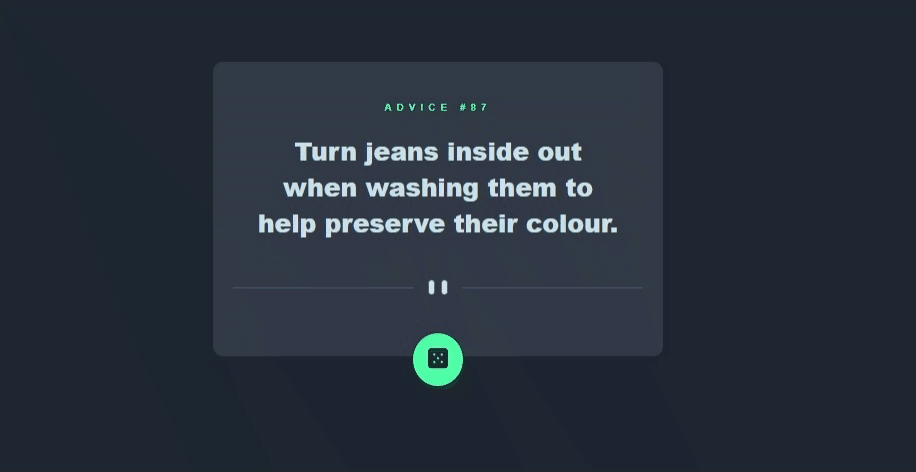 ADVICE #87
Turn jeans inside out
when washing them to
help preserve their colour.